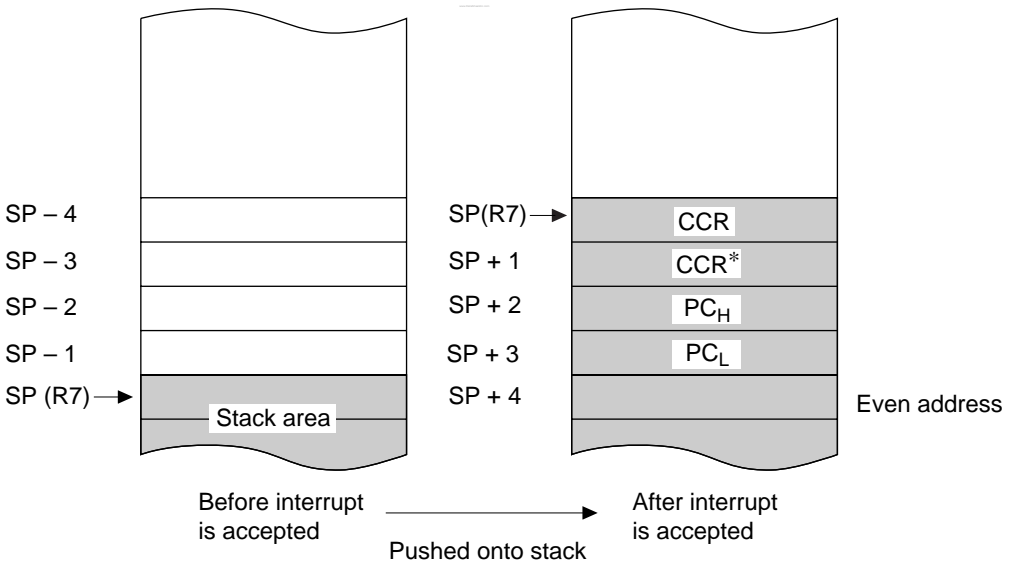 SP – 4
SP – 3
SP – 2
SP – 1
SP (R7)
Stack area
SP(R7)
SP + 1
SP + 2
SP + 3
SP + 4
CCR
CCR*
PCH
PCL
Even address
Before interrupt
is accepted
Pushed onto stack
After interrupt
is accepted